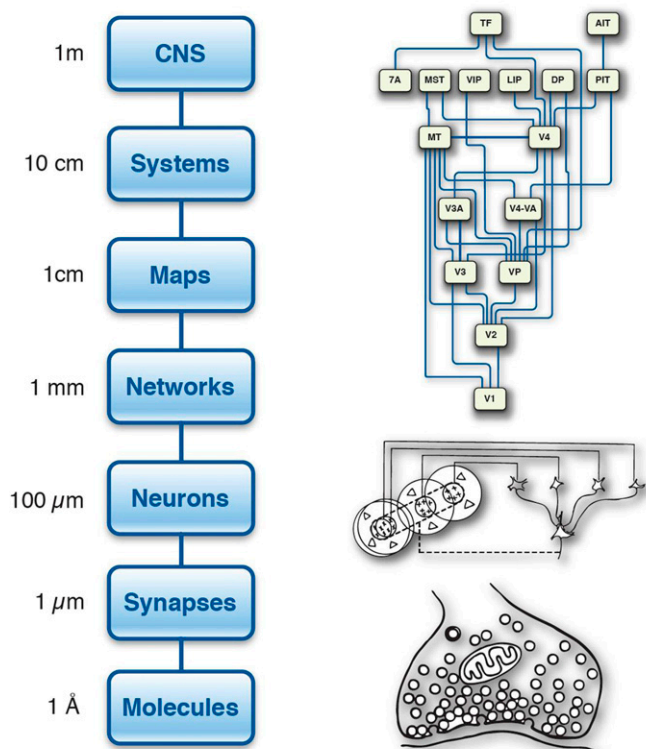 1m
CNS
10 cm
Systems
1cm
Maps
1 mm
Networks
100 µm
Neurons
1 µm
Synapses
1 Å
Molecules
TF
AIT
7A
MST
VIP
LIP
DP
PIT
MT
V4
V3A
V4-VA
V3
VP
V2
V1